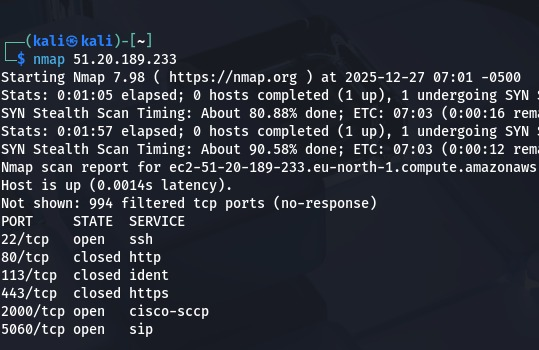 ┌──(kali㉿kali)-[~]
└─$ nmap 51.20.189.233
Starting Nmap 7.98 ( https://nmap.org ) at 2025-12-27 07:01 -0500
Stats: 0:01:05 elapsed; 0 hosts completed (1 up), 1 undergoing SYN S
SYN Stealth Scan Timing: About 80.88% done; ETC: 07:03 (0:00:16 rema
Stats: 0:01:57 elapsed; 0 hosts completed (1 up), 1 undergoing SYN S
SYN Stealth Scan Timing: About 90.58% done; ETC: 07:03 (0:00:12 rema
Nmap scan report for ec2-51-20-189-233.eu-north-1.compute.amazonaws
Host is up (0.0014s latency).
Not shown: 994 filtered tcp ports (no-response)
PORT     STATE  SERVICE
22/tcp   open   ssh
80/tcp   closed http
113/tcp  closed ident
443/tcp  closed https
2000/tcp open   cisco-sccp
5060/tcp open   sip